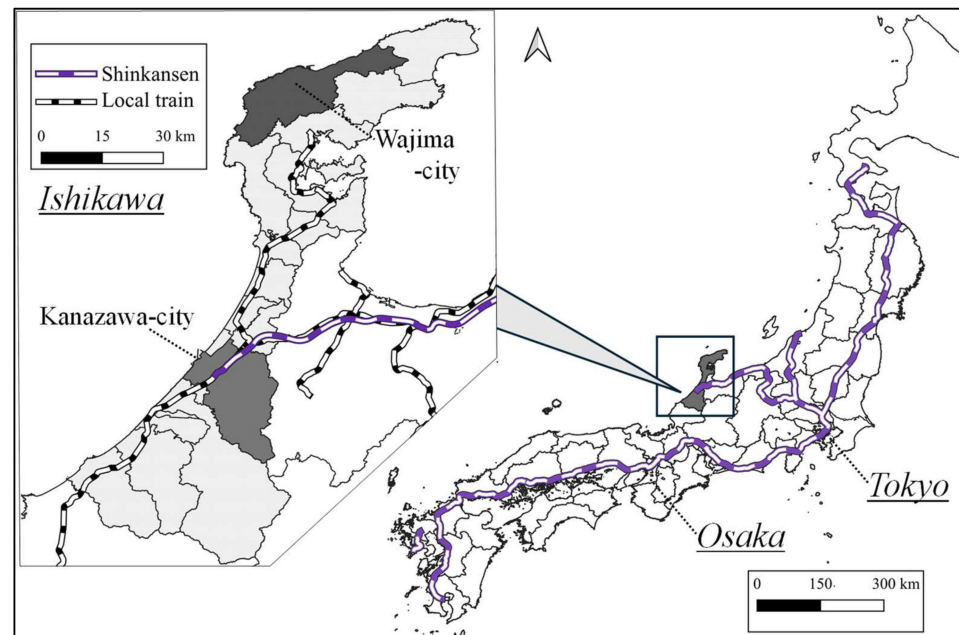 Shinkansen
Local train
0 15 30 km
Ishikawa
Wajima
-city
Kanazawa-city
Tokyo
Osaka
0 150. 300 km